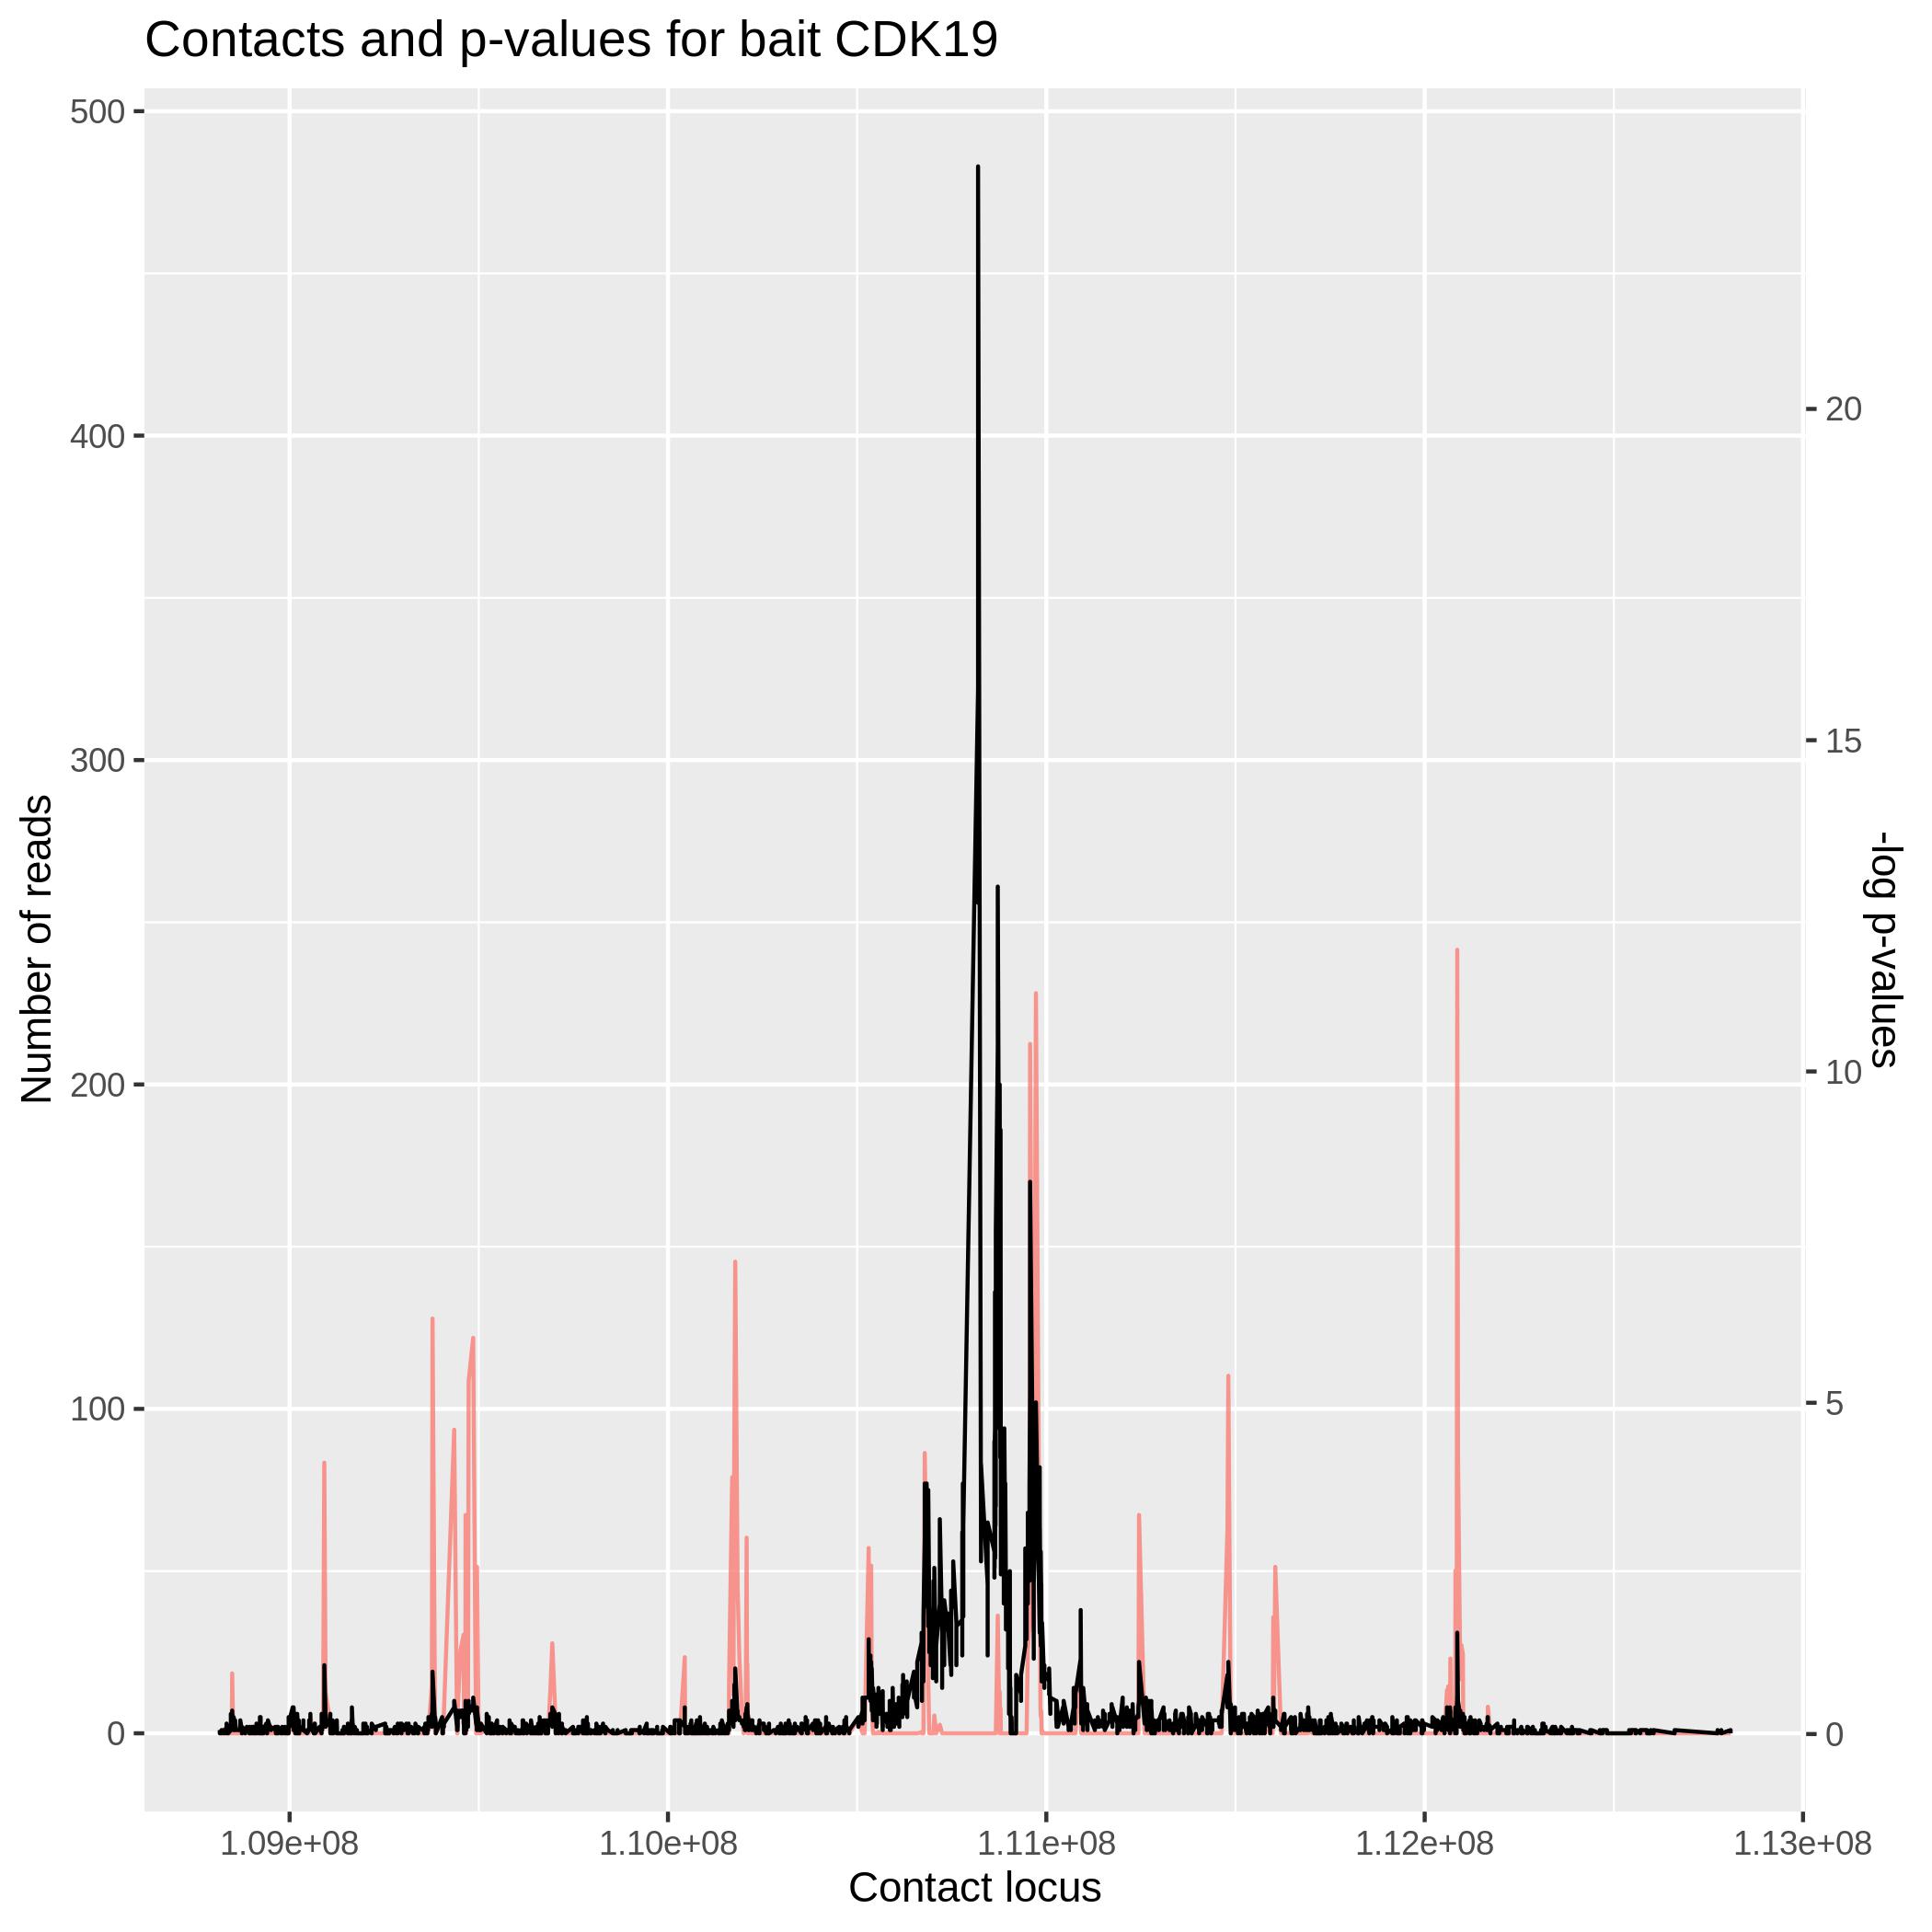 Contacts and p-values for bait CDK19
500
400
300
200
100
0
Number of reads
20
15
10
5
0
-log p-values
1.09e+08 1.10e+08 1.11e+08 1.12e+08 1.13e+08
Contact locus